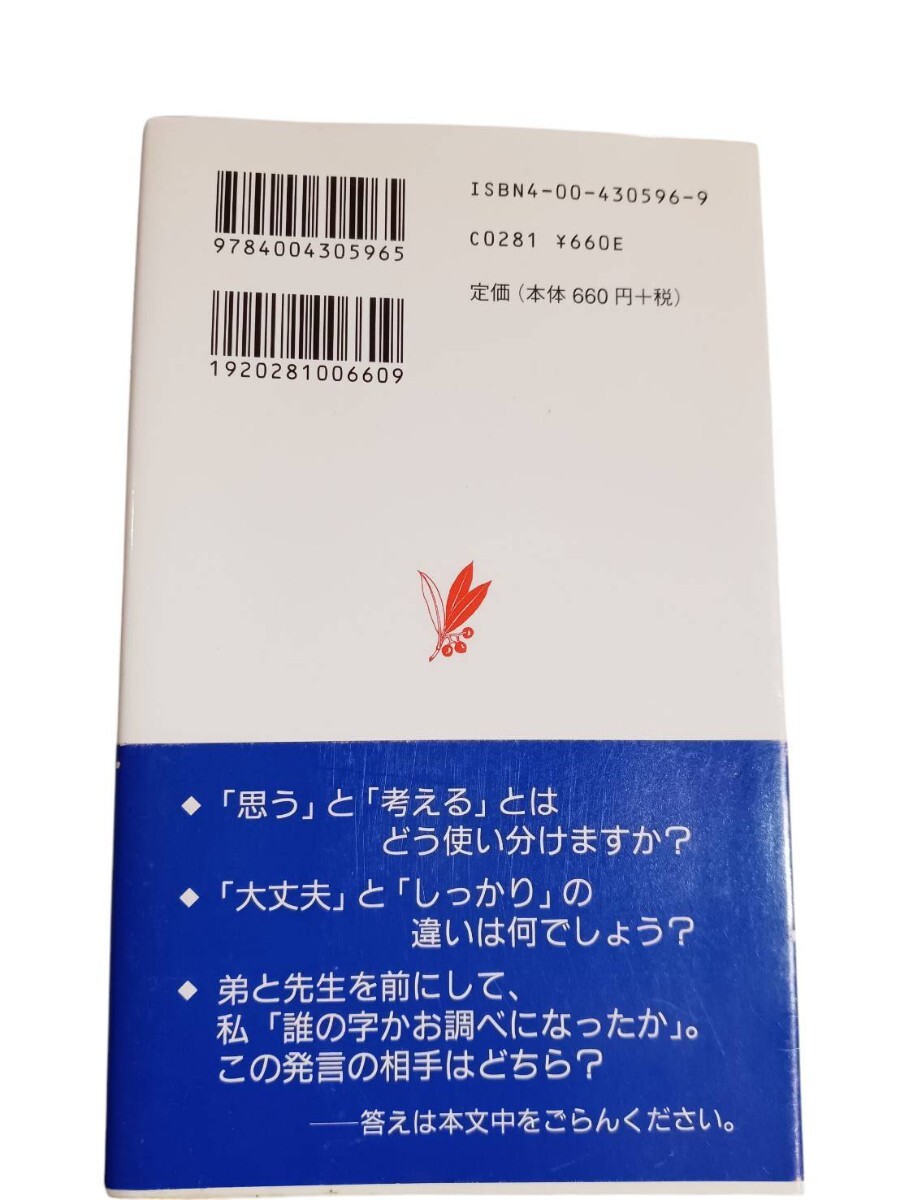 ISBN4-00-430596-9
9784004305965
C0281 ¥660E
定価（本体 660 円＋税）
1920281006609
◆ 「思う」と「考える」とは
どう使い分けますか？
◆ 「大丈夫」と「しっかり」の
違いは何でしょう？
◆ 弟と先生を前にして、
私「誰の字かお調べになったか」。
この発言の相手はどちら？
──答えは本文中をごらんください。